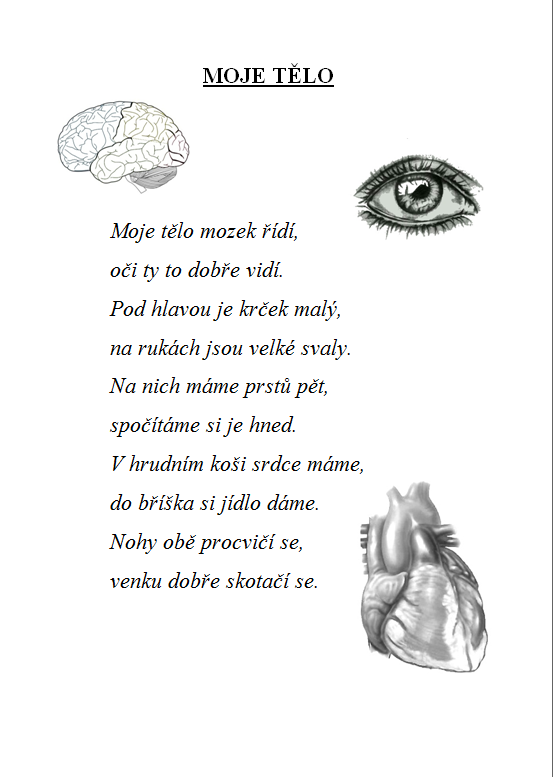 MOJE TĚLO
Moje tělo mozek řídí,
oči ty to dobře vidí.
Pod hlavou je krček malý,
na rukách jsou velké svaly.
Na nich máme prstů pět,
spočítáme si je hned.
V hrudním koši srdce máme,
do bříška si jídlo dáme.
Nohy obě procvičí se,
venku dobře skotačí se.